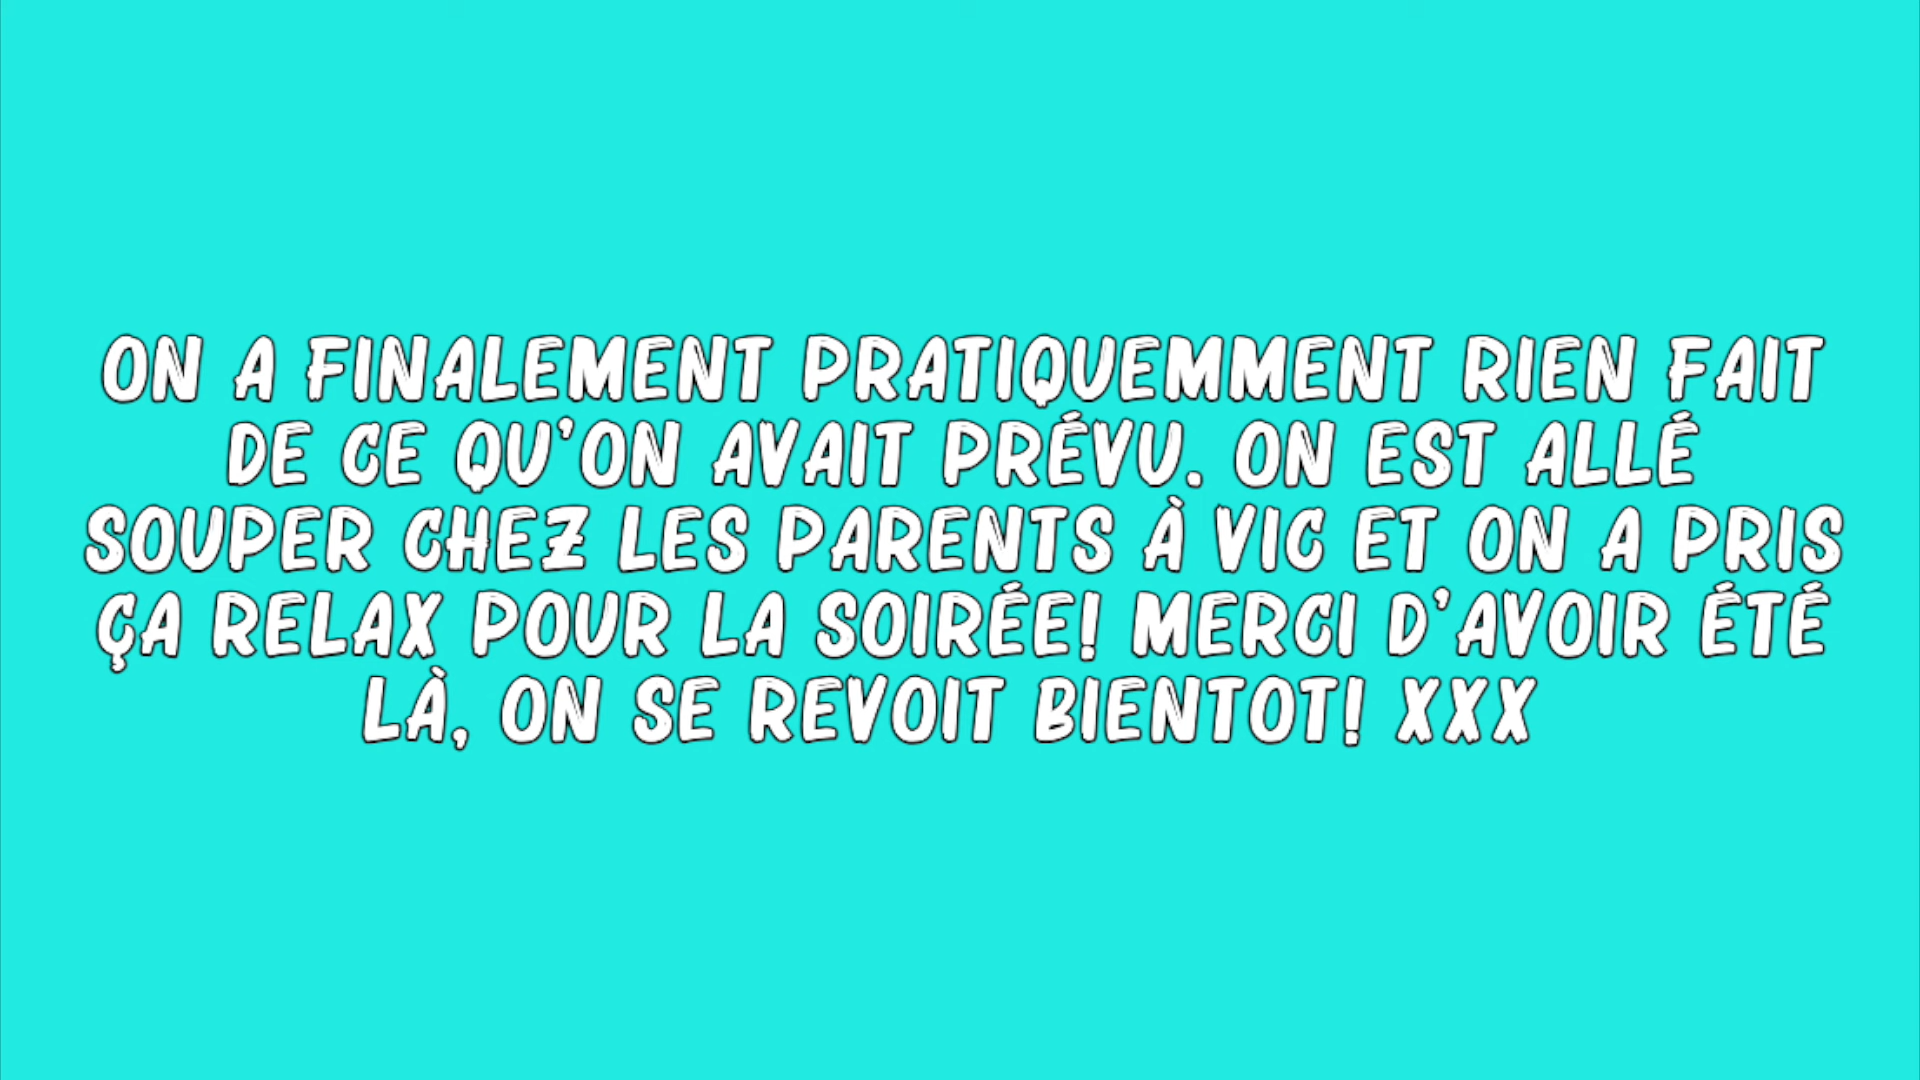 ON A FINALEMENT PRATIQUEMMENT RIEN FAIT
DE CE QU'ON AVAIT PRÉVU. ON EST ALLÉ
SOUPER CHEZ LES PARENTS À VIC ET ON A PRIS
ÇA RELAX POUR LA SOIRÉE! MERCI D'AVOIR ÉTÉ
LÀ, ON SE REVOIT BIENTOT! XXX